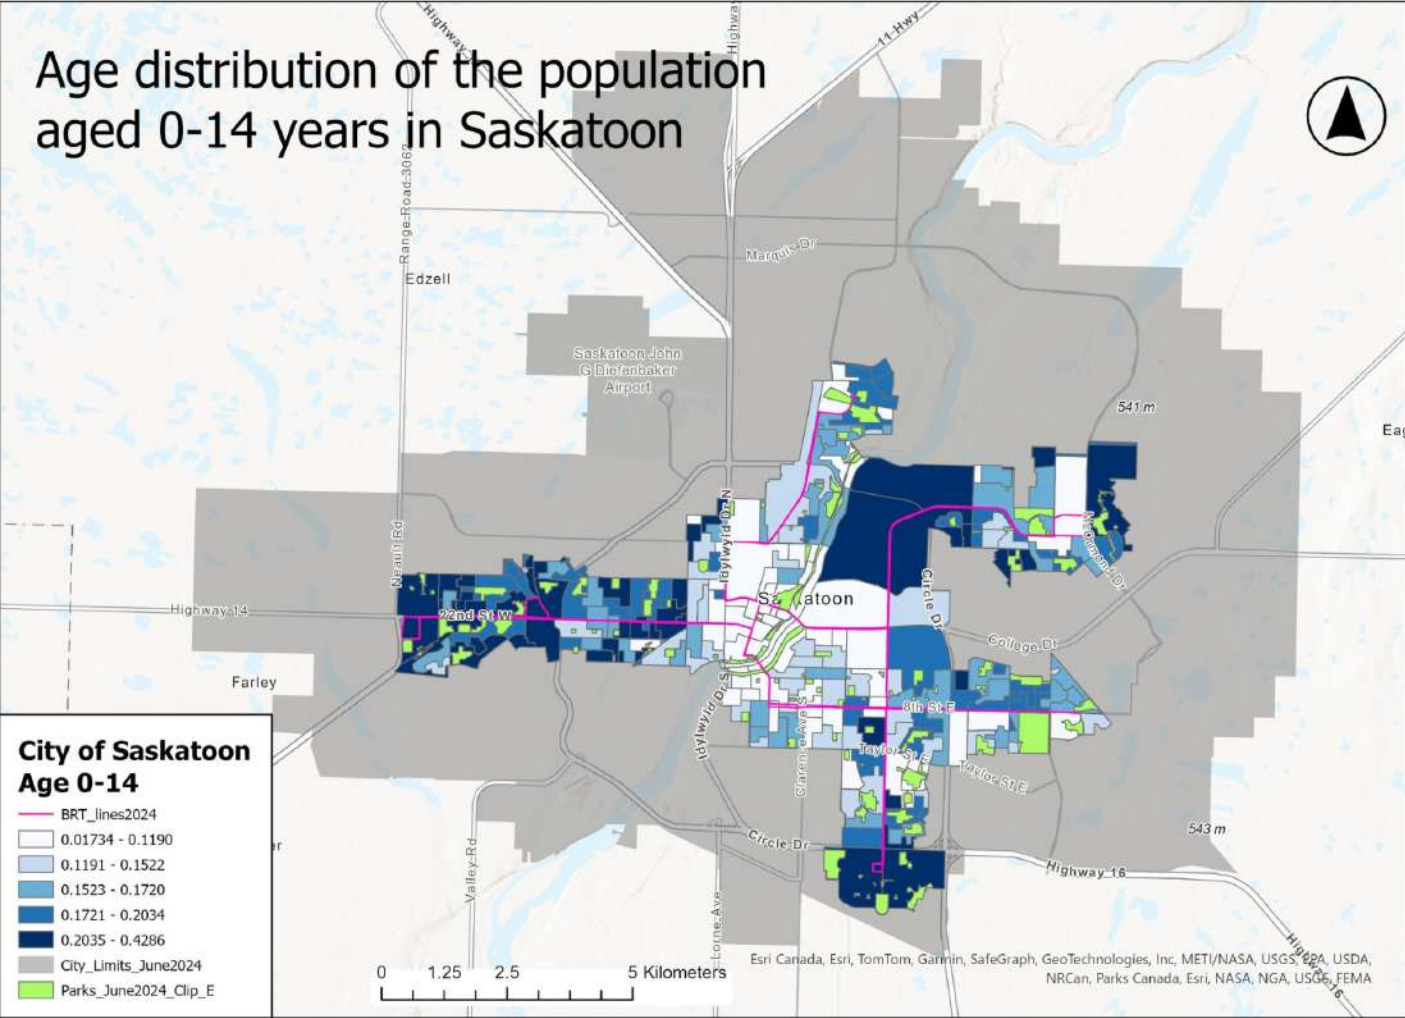 Age distribution of the population
aged 0-14 years in Saskatoon
Highway
Highway
11 Hwy
Range Road 3062
Marquis Dr
Edzell
Saskatoon John
G Diefenbaker
Airport
541 m
Idylwyld Dr N
Neault Rd
McOrmond Dr
Saskatoon
Circle Dr
Highway 14
22nd St W
College Dr
Farley
Idylwyld Dr S
Clarence Ave S
8th St E
Taylor St E
Taylor St E
543 m
Circle Dr
Highway 16
Valley Rd
Lorne Ave
Highway 16
City of Saskatoon
Age 0-14
BRT_lines2024
0.01734 - 0.1190
0.1191 - 0.1522
0.1523 - 0.1720
0.1721 - 0.2034
0.2035 - 0.4286
City_Limits_June2024
Parks_June2024_Clip_E
0 1.25 2.5 5 Kilometers
Esri Canada, Esri, TomTom, Garmin, SafeGraph, GeoTechnologies, Inc, METI/NASA, USGS, EPA, USDA,
NRCan, Parks Canada, Esri, NASA, NGA, USGS, FEMA